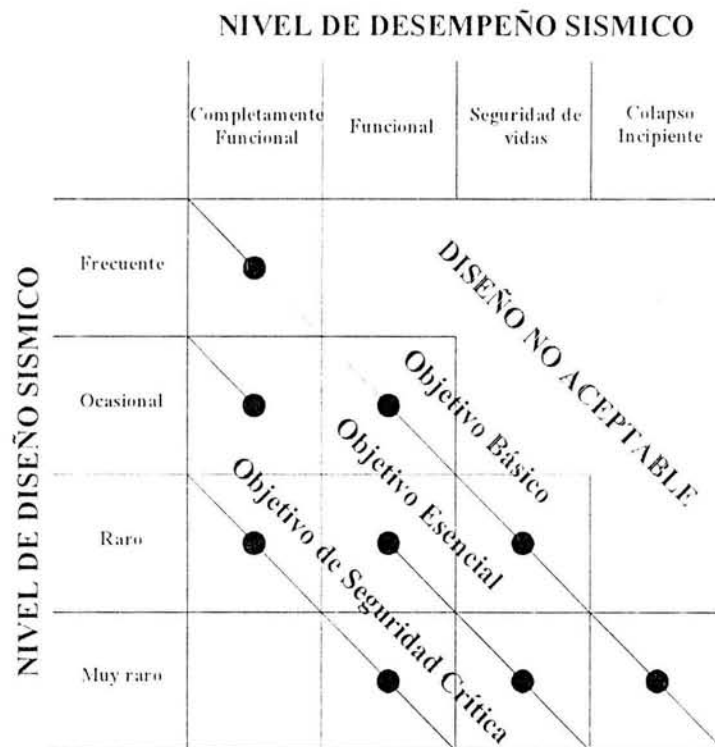 NIVEL DE DESEMPEÑO SISMICO
Completamente
Funcional
Funcional
Seguridad de
vidas
Colapso
Incipiente
NIVEL DE DISEÑO SISMICO
Frecuente
Ocasional
Raro
Muy raro
DISEÑO NO ACEPTABLE
Objetivo Básico
Objetivo Esencial
Objetivo de Seguridad Crítica